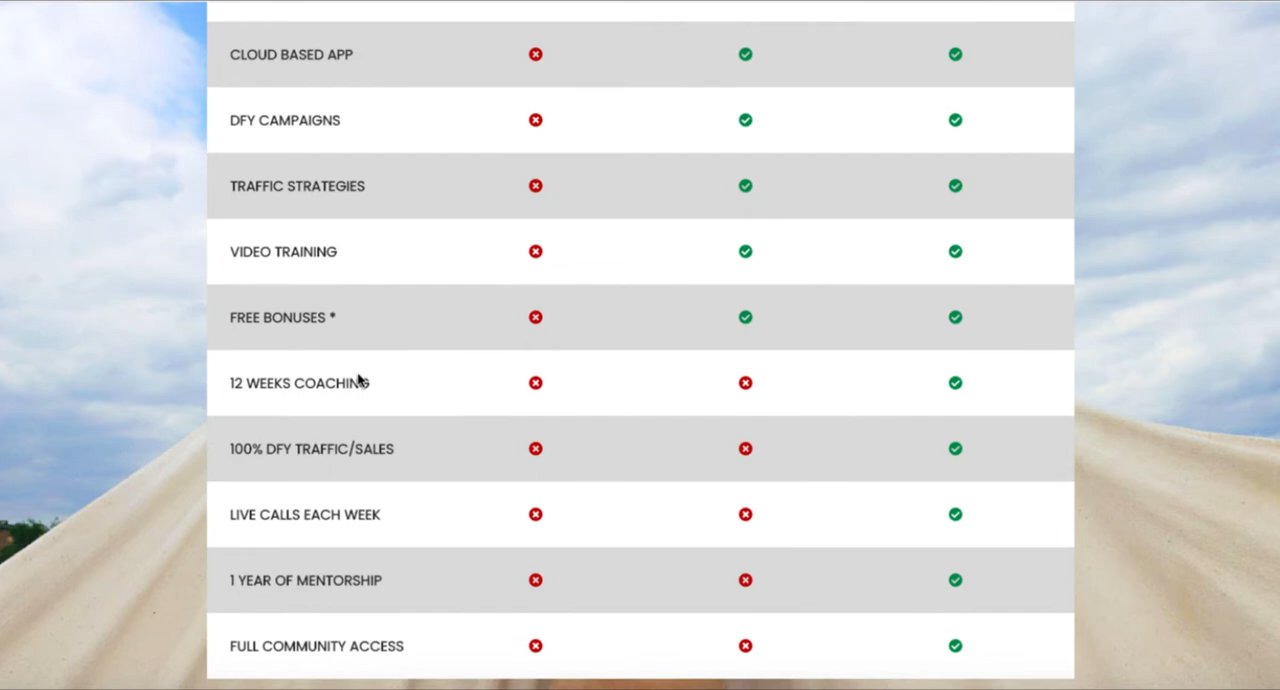 CLOUD BASED APP
DFY CAMPAIGNS
TRAFFIC STRATEGIES
VIDEO TRAINING
FREE BONUSES *
12 WEEKS COACHING
100% DFY TRAFFIC/SALES
LIVE CALLS EACH WEEK
1 YEAR OF MENTORSHIP
FULL COMMUNITY ACCESS